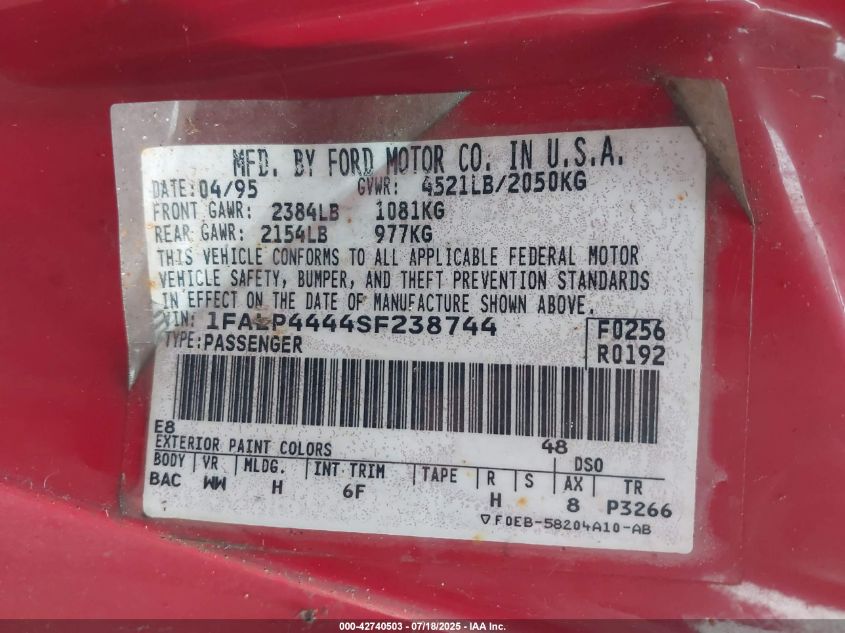 MFD. BY FORD MOTOR CO. IN U.S.A.
DATE: 04/95 GVWR: 4521LB/2050KG
FRONT GAWR: 2384LB 1081KG
REAR GAWR: 2154LB 977KG
THIS VEHICLE CONFORMS TO ALL APPLICABLE FEDERAL MOTOR
VEHICLE SAFETY, BUMPER, AND THEFT PREVENTION STANDARDS
IN EFFECT ON THE DATE OF MANUFACTURE SHOWN ABOVE.
VIN: 1FALP4444SF238744 F0256
TYPE: PASSENGER R0192
E8 48
EXTERIOR PAINT COLORS DSO
BODY VR MLDG. INT TRIM TAPE R S AX TR
BAC WW H 6F H 8 P3266
▽F0EB-58204A10-AB
000-42740503 - 07/18/2025 - IAA Inc.